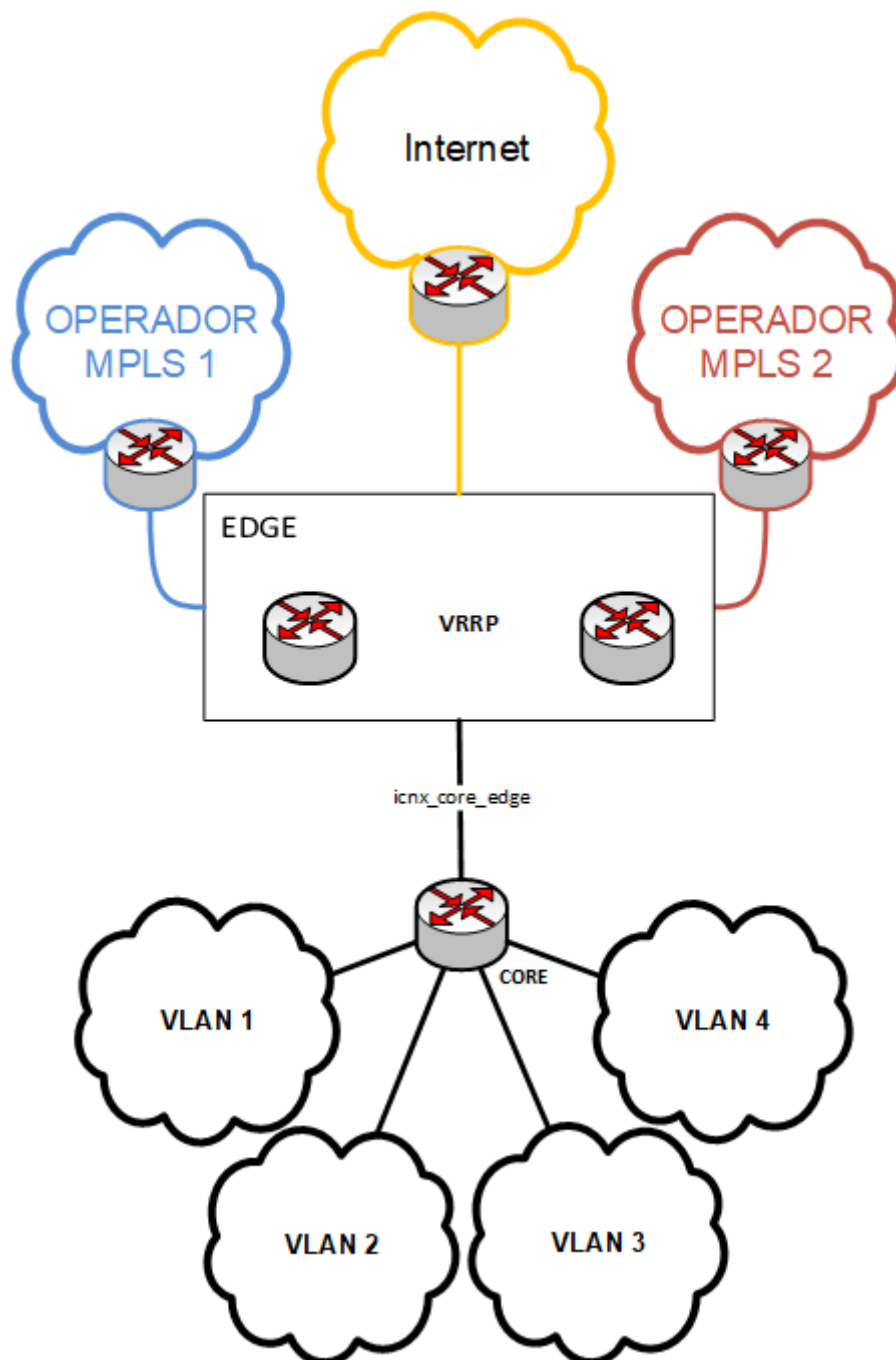 Internet
OPERADOR
MPLS 1
OPERADOR
MPLS 2
EDGE
VRRP
icnx_core_edge
CORE
VLAN 1
VLAN 4
VLAN 2
VLAN 3